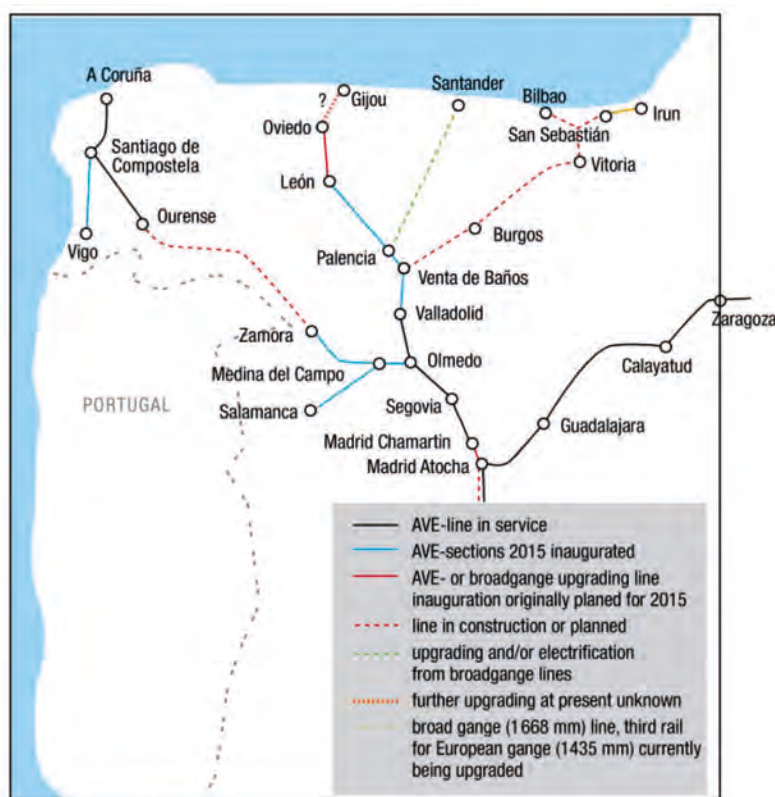 A Coruña
Santander
Gijou
Bilbao
?
Irun
Oviedo
San Sebastián
Santiago de
Compostela
Vitoria
León
Ourense
Burgos
Vigo
Palencia
Venta de Baños
Valladolid
Zaragoza
Zamora
Olmedo
Calayatud
Medina del Campo
PORTUGAL
Segovia
Salamanca
Guadalajara
Madrid Chamartin
Madrid Atocha
AVE-line in service
AVE-sections 2015 inaugurated
AVE- or broadgange upgrading line
inauguration originally planed for 2015
line in construction or planned
upgrading and/or electrification
from broadgange lines
further upgrading at present unknown
broad gange (1 668 mm) line, third rail
for European gange (1435 mm) currently
being upgraded